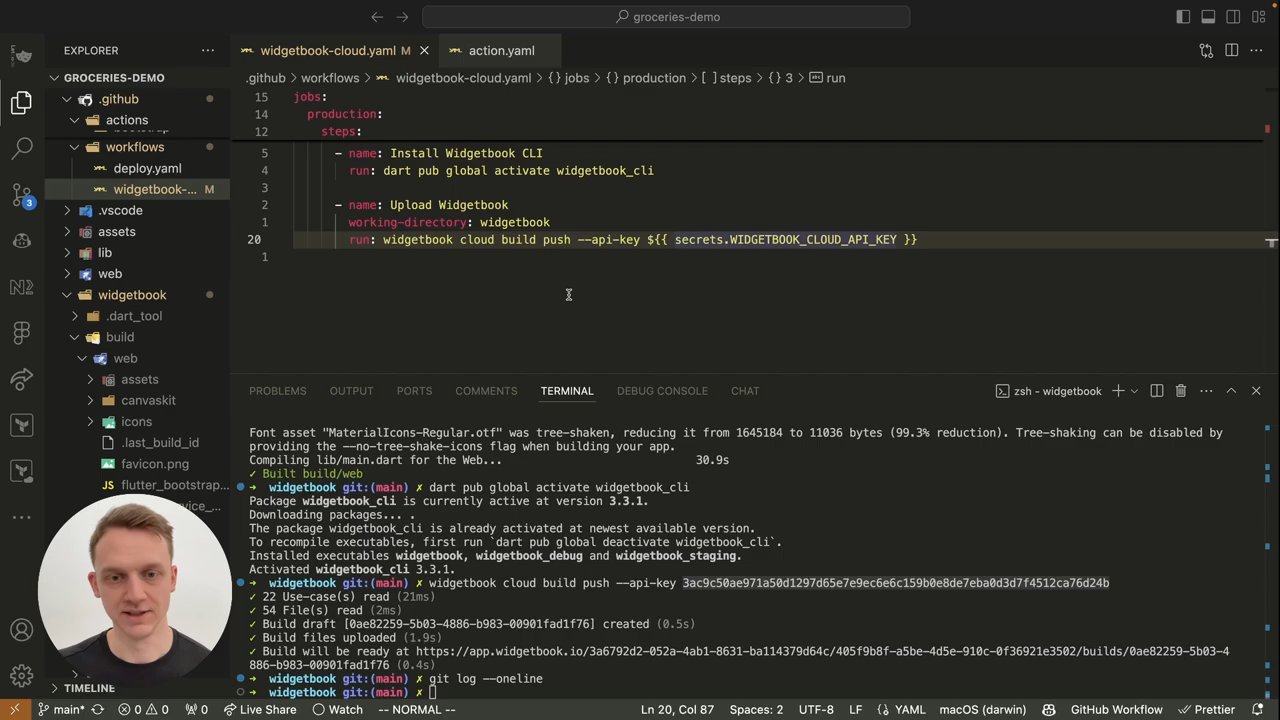 groceries-demo
EXPLORER
widgetbook-cloud.yaml M
action.yaml
GROCERIES-DEMO
.github > workflows > widgetbook-cloud.yaml > {} jobs > {} production > [ ] steps > {} 3 > run
.github
actions
workflows
deploy.yaml
widgetbook-... M
.vscode
assets
lib
web
widgetbook
.dart_tool
build
web
assets
canvaskit
icons
.last_build_id
favicon.png
flutter_bootstrap...
TIMELINE
3
N2
15 jobs:
14 production:
12 steps:
5 - name: Install Widgetbook CLI
4 run: dart pub global activate widgetbook_cli
3
2 - name: Upload Widgetbook
1 working-directory: widgetbook
20 run: widgetbook cloud build push --api-key ${{ secrets.WIDGETBOOK_CLOUD_API_KEY }}
1
PROBLEMS OUTPUT PORTS COMMENTS TERMINAL DEBUG CONSOLE CHAT
zsh - widgetbook
Font asset "MaterialIcons-Regular.otf" was tree-shaken, reducing it from 1645184 to 11036 bytes (99.3% reduction). Tree-shaking can be disabled by
providing the --no-tree-shake-icons flag when building your app.
Compiling lib/main.dart for the Web... 30.9s
✓ Built build/web
➜ widgetbook git:(main) ✗ dart pub global activate widgetbook_cli
Package widgetbook_cli is currently active at version 3.3.1.
Downloading packages... .
The package widgetbook_cli is already activated at newest available version.
To recompile executables, first run `dart pub global deactivate widgetbook_cli`.
Installed executables widgetbook, widgetbook_debug and widgetbook_staging.
Activated widgetbook_cli 3.3.1.
➜ widgetbook git:(main) ✗ widgetbook cloud build push --api-key 3ac9c50ae971a50d1297d65e7e9ec6e6c159b0e8de7eba0d3d7f4512ca76d24b
✓ 22 Use-case(s) read (21ms)
✓ 54 File(s) read (2ms)
✓ Build draft [0ae82259-5b03-4886-b983-00901fad1f76] created (0.5s)
✓ Build files uploaded (1.9s)
✓ Build will be ready at https://app.widgetbook.io/3a6792d2-052a-4ab1-8631-ba114379d64c/405f9b8f-a5be-4d5e-910c-0f36921e3502/builds/0ae82259-5b03-4
886-b983-00901fad1f76 (0.4s)
➜ widgetbook git:(main) ✗ git log --oneline
➜ widgetbook git:(main) ✗
main* 0 0 0 Live Share Watch -- NORMAL -- Ln 20, Col 87 Spaces: 2 UTF-8 LF {} YAML macOS (darwin) GitHub Workflow Prettier